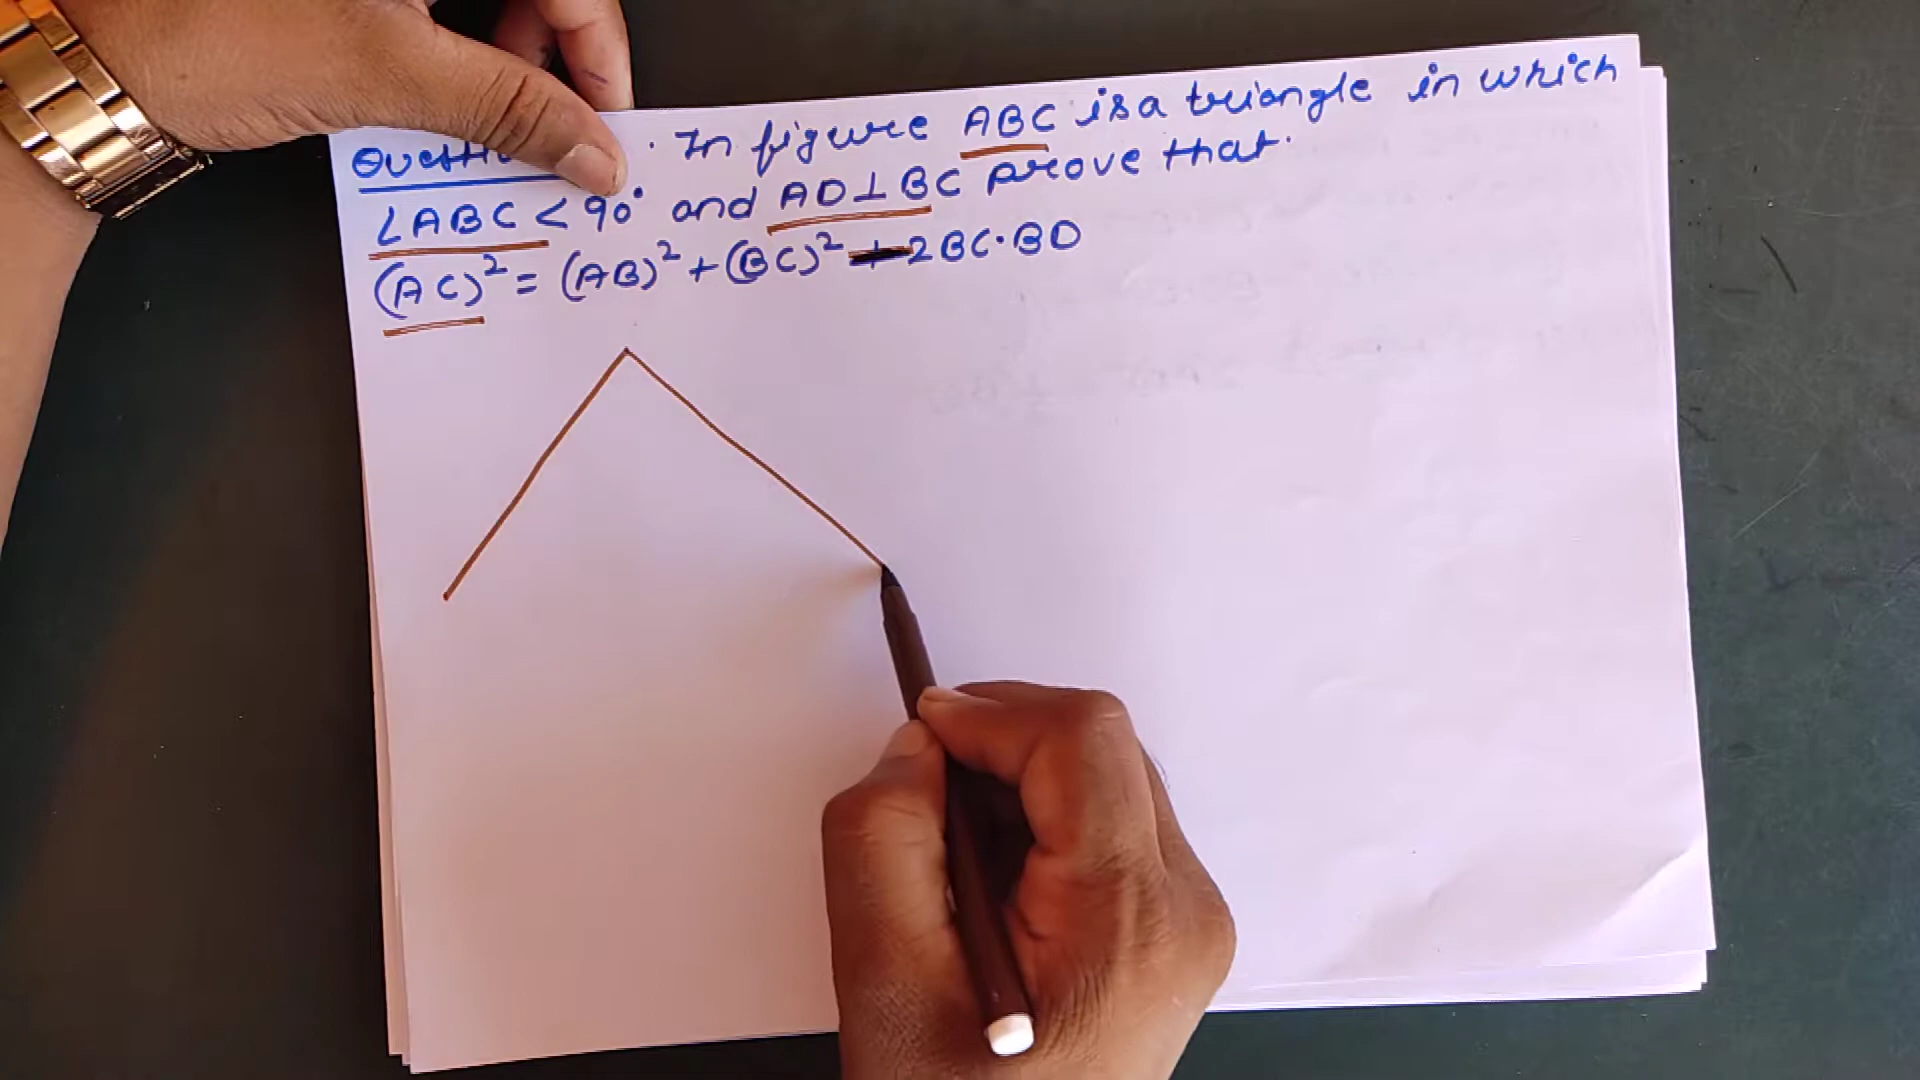 . In figure ABC is a triangle in which
∠ABC < 90° and AD⊥BC prove that.
(AC)² = (AB)² + (BC)² - 2BC·BD